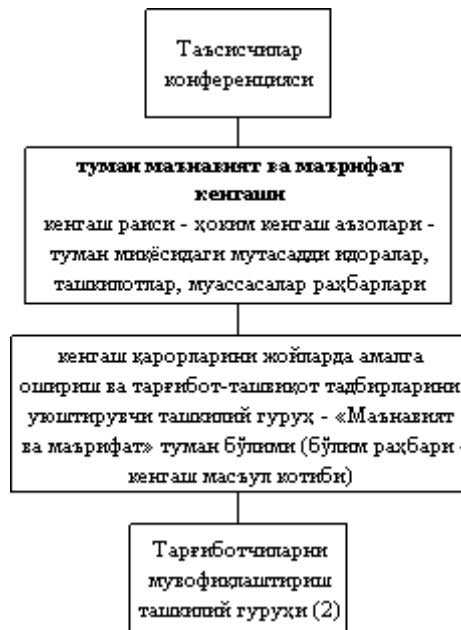 Таъсисчилар
конференцияси
туман маънавият ва маърифат
кенгаши
кенгаш раиси - ҳоким кенгаш аъзолари -
туман миқёсидаги мутасадди идоралар,
ташкилотлар, муассасалар раҳбарлари
кенгаш қарорларини жойларда амалга
ошириш ва тарғибот-ташвиқот тадбирларини
уюштирувчи ташкилий гуруҳ - «Маънавият
ва маърифат» туман бўлими (бўлим раҳбари -
кенгаш масъул котиби)
Тарғиботчиларни
мувофиқлаштириш
ташкилий гуруҳи (2)